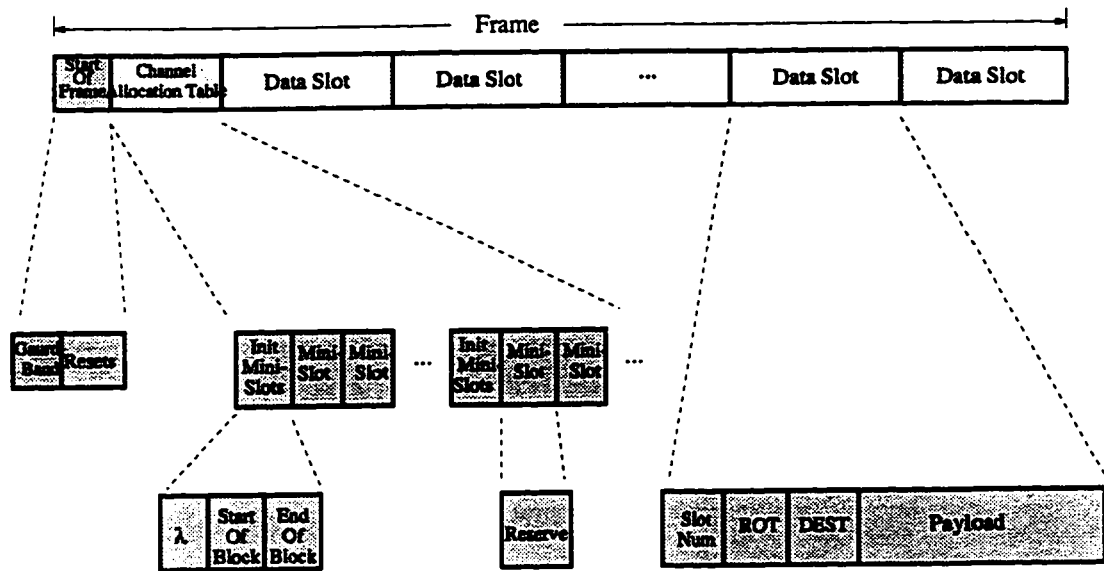 Frame
Start
Of
Frame
Channel
Allocation Table
Data Slot
Data Slot
...
Data Slot
Data Slot
Gaurd
Band
Resets
Init
Mini-
Slots
Mini-
Slot
Mini-
Slot
...
Init
Mini-
Slots
Mini-
Slot
Mini-
Slot
...
λ
Start
Of
Block
End
Of
Block
Reserve
Slot
Num
ROT
DEST
Payload